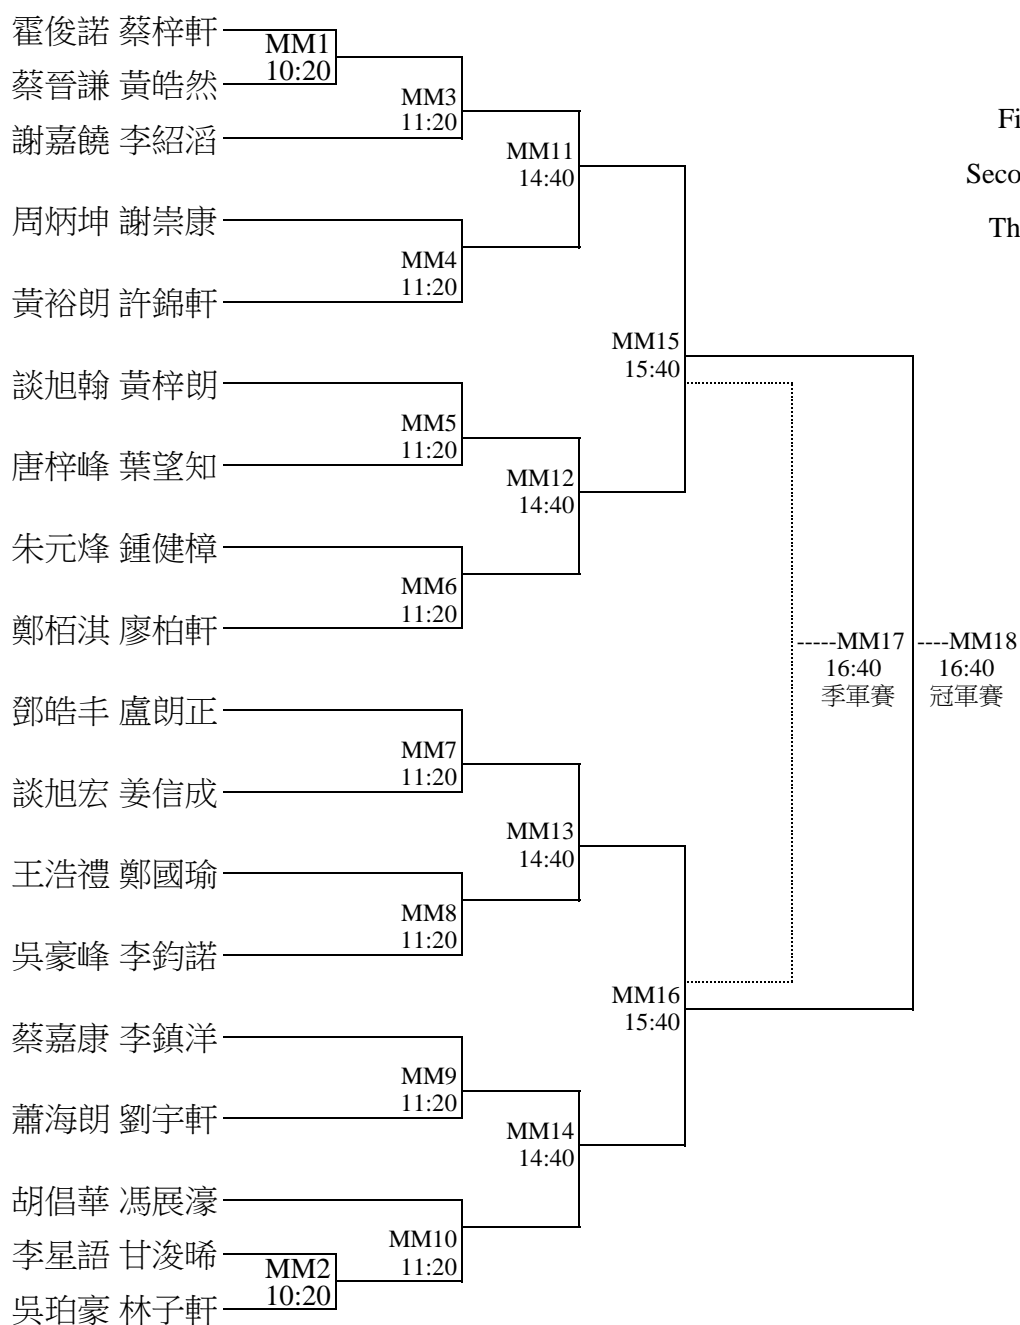 霍俊諾 蔡梓軒
MM1
10:20
蔡晉謙 黃皓然
MM3
11:20
謝嘉饒 李紹滔
Fi
MM11
14:40
Seco
周炳坤 謝崇康
Th
MM4
11:20
黃裕朗 許錦軒
MM15
15:40
談旭翰 黃梓朗
MM5
11:20
唐梓峰 葉望知
MM12
14:40
朱元烽 鍾健樟
MM6
11:20
鄭栢淇 廖柏軒
-----MM17
16:40
季軍賽
----MM18
16:40
冠軍賽
鄧皓丰 盧朗正
MM7
11:20
談旭宏 姜信成
MM13
14:40
王浩禮 鄭國瑜
MM8
11:20
吳豪峰 李鈞諾
MM16
15:40
蔡嘉康 李鎮洋
MM9
11:20
蕭海朗 劉宇軒
MM14
14:40
胡倡華 馮展濠
MM10
11:20
李星語 甘浚晞
MM2
10:20
吳珀豪 林子軒